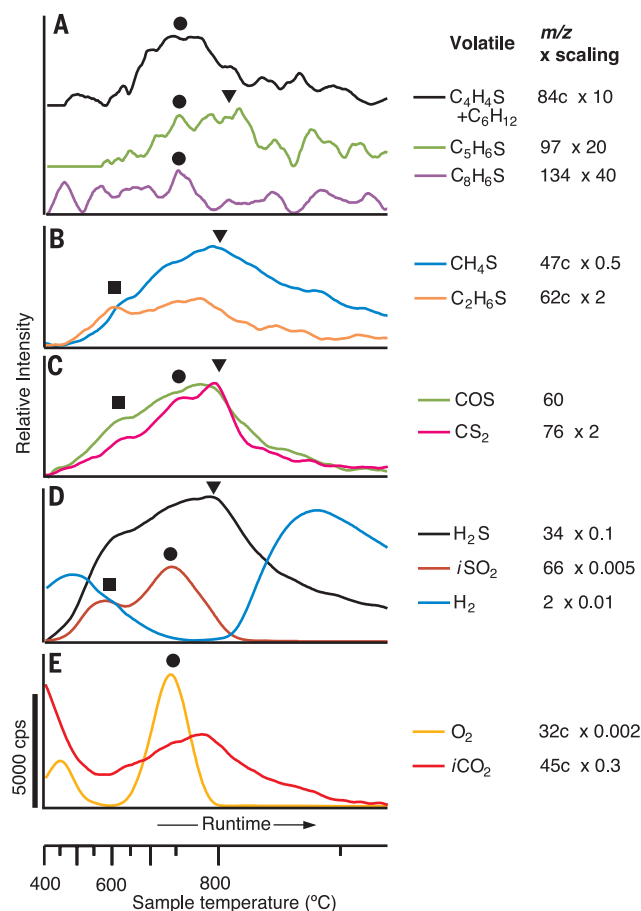 A
Volatile
m/z
x scaling
C4H4S
+C6H12
84c x 10
C5H6S
97 x 20
C8H6S
134 x 40
B
CH4S
47c x 0.5
C2H6S
62c x 2
Relative Intensity
C
COS
60
CS2
76 x 2
D
H2S
34 x 0.1
iSO2
66 x 0.005
H2
2 x 0.01
E
5000 cps
O2
32c x 0.002
iCO2
45c x 0.3
Runtime
400 600 800
Sample temperature (ºC)